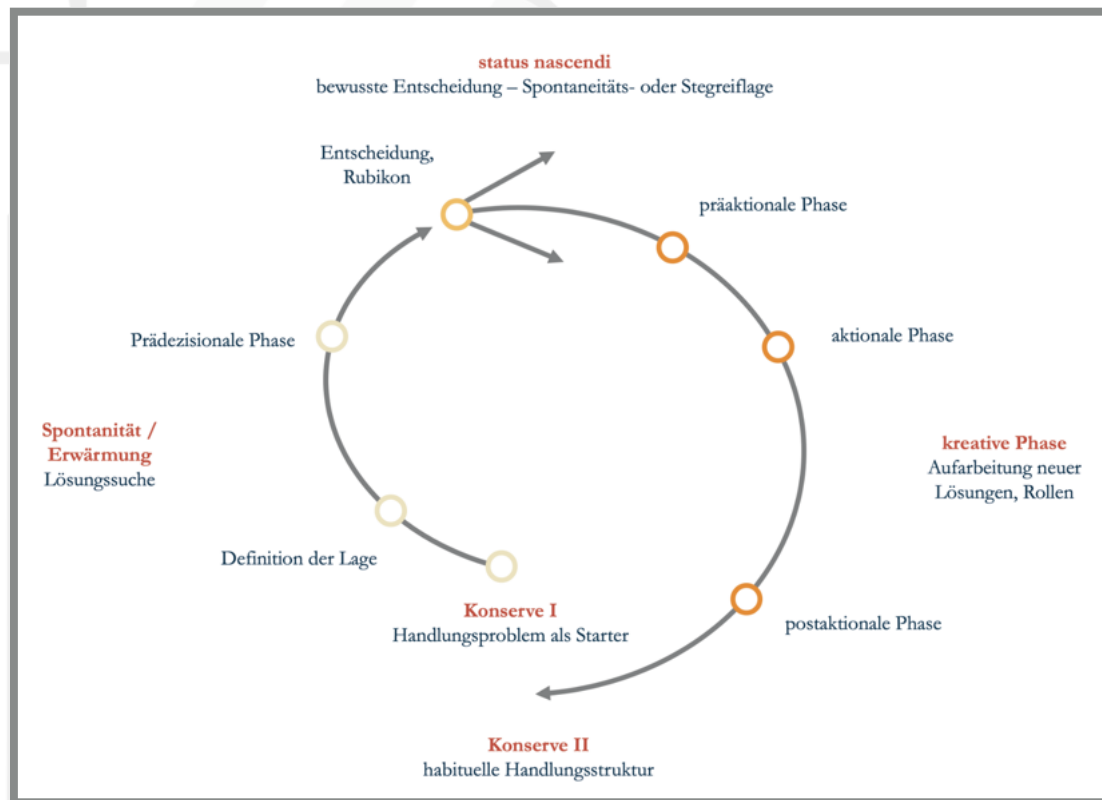 status nascendi
bewusste Entscheidung – Spontaneitäts- oder Stegreiflage
Entscheidung,
Rubikon
präaktionale Phase
Prädezisionale Phase
aktionale Phase
Spontanität /
Erwärmung
Lösungssuche
kreative Phase
Aufarbeitung neuer
Lösungen, Rollen
Definition der Lage
Konserve I
Handlungsproblem als Starter
postaktionale Phase
Konserve II
habituelle Handlungsstruktur